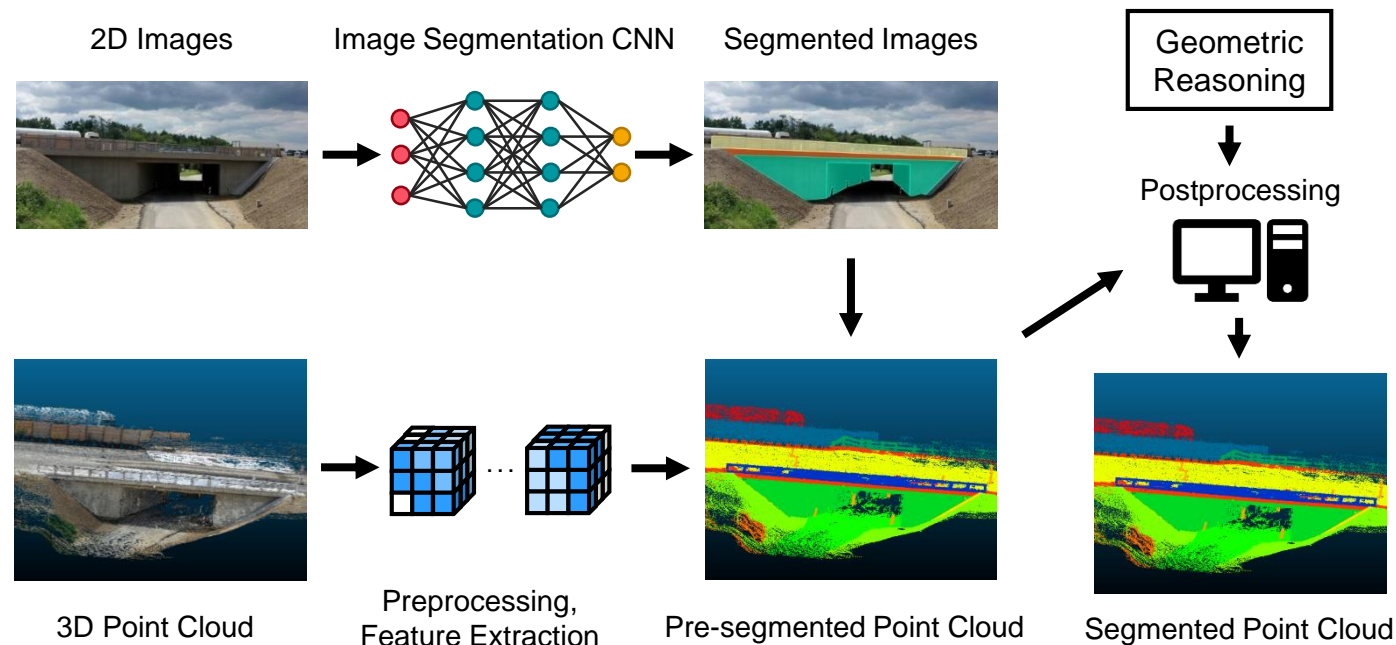 2D Images
Image Segmentation CNN
Segmented Images
Geometric
Reasoning
Postprocessing
...
3D Point Cloud
Preprocessing,
Feature Extraction
Pre-segmented Point Cloud
Segmented Point Cloud